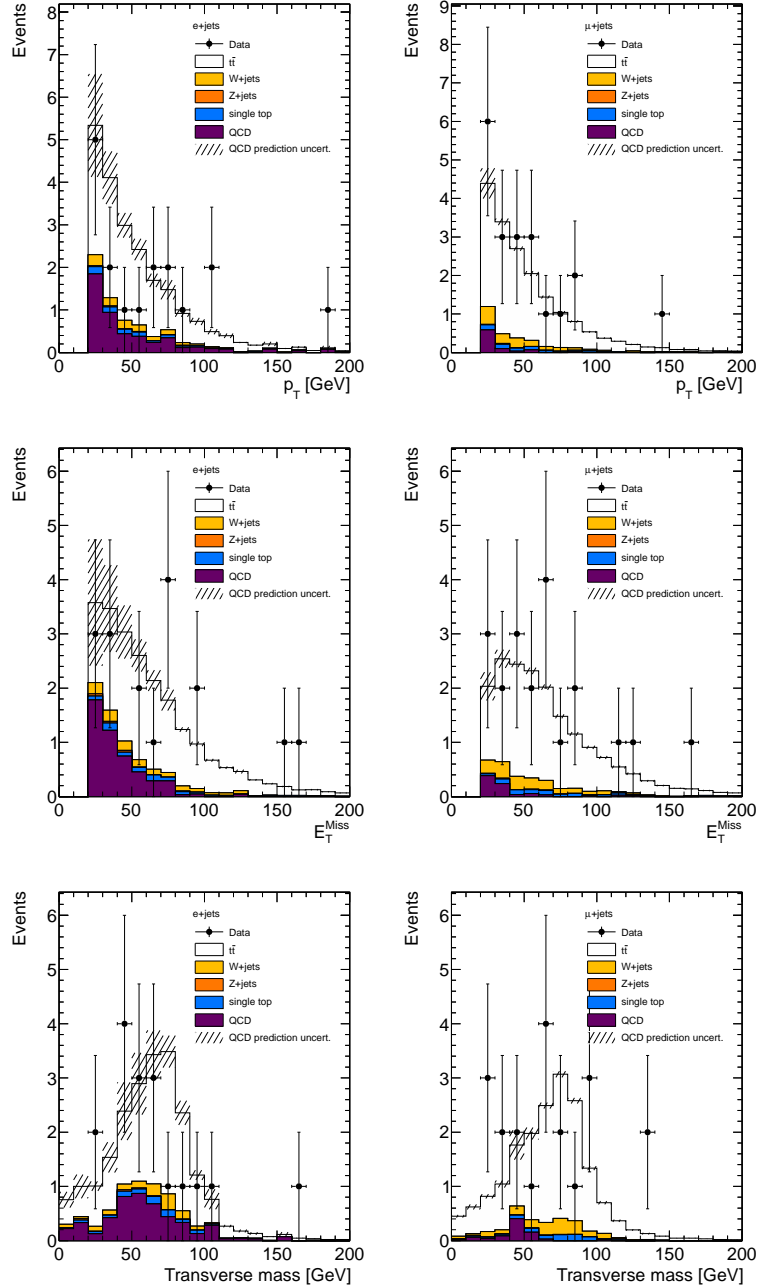 Events
8
7
6
5
4
3
2
1
0
e+jets
Data
tt̄
W+jets
Z+jets
single top
QCD
QCD prediction uncert.
0 50 100 150 200
p_T [GeV]
Events
9
8
7
6
5
4
3
2
1
0
μ+jets
Data
tt̄
W+jets
Z+jets
single top
QCD
QCD prediction uncert.
0 50 100 150 200
p_T [GeV]
Events
6
5
4
3
2
1
0
e+jets
Data
tt̄
W+jets
Z+jets
single top
QCD
QCD prediction uncert.
0 50 100 150 200
E_T^Miss
Events
6
5
4
3
2
1
0
μ+jets
Data
tt̄
W+jets
Z+jets
single top
QCD
QCD prediction uncert.
0 50 100 150 200
E_T^Miss
Events
6
5
4
3
2
1
0
e+jets
Data
tt̄
W+jets
Z+jets
single top
QCD
QCD prediction uncert.
0 50 100 150 200
Transverse mass [GeV]
Events
6
5
4
3
2
1
0
μ+jets
Data
tt̄
W+jets
Z+jets
single top
QCD
QCD prediction uncert.
0 50 100 150 200
Transverse mass [GeV]